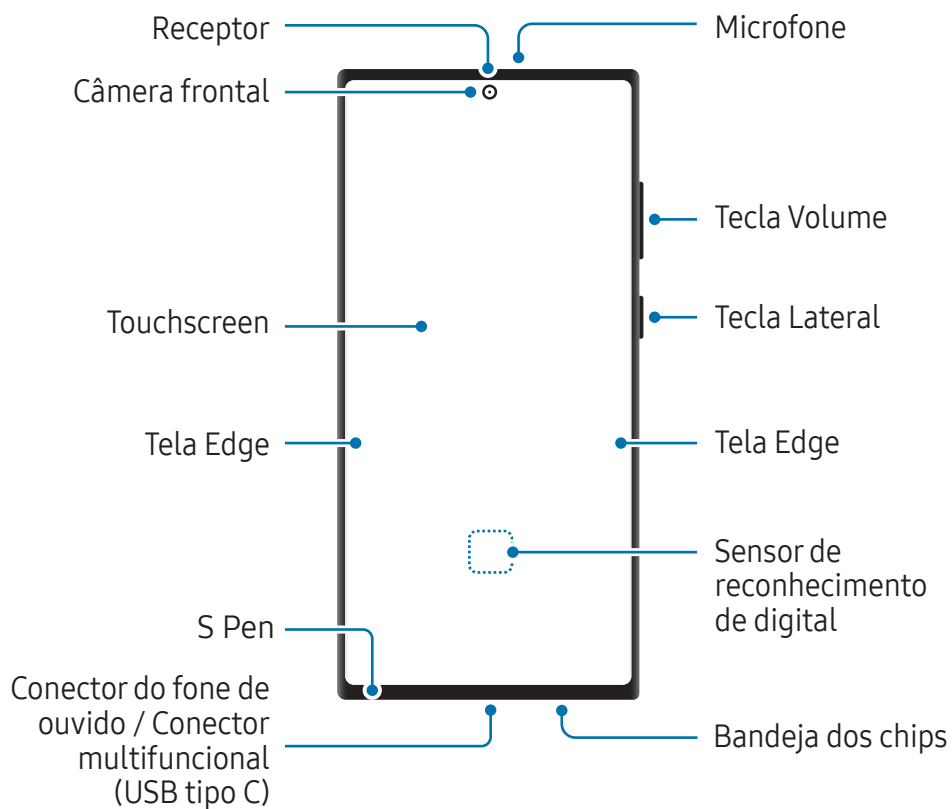 Receptor
Microfone
Câmera frontal
Tecla Volume
Touchscreen
Tecla Lateral
Tela Edge
Tela Edge
Sensor de
reconhecimento
de digital
S Pen
Conector do fone de
ouvido / Conector
multifuncional
(USB tipo C)
Bandeja dos chips